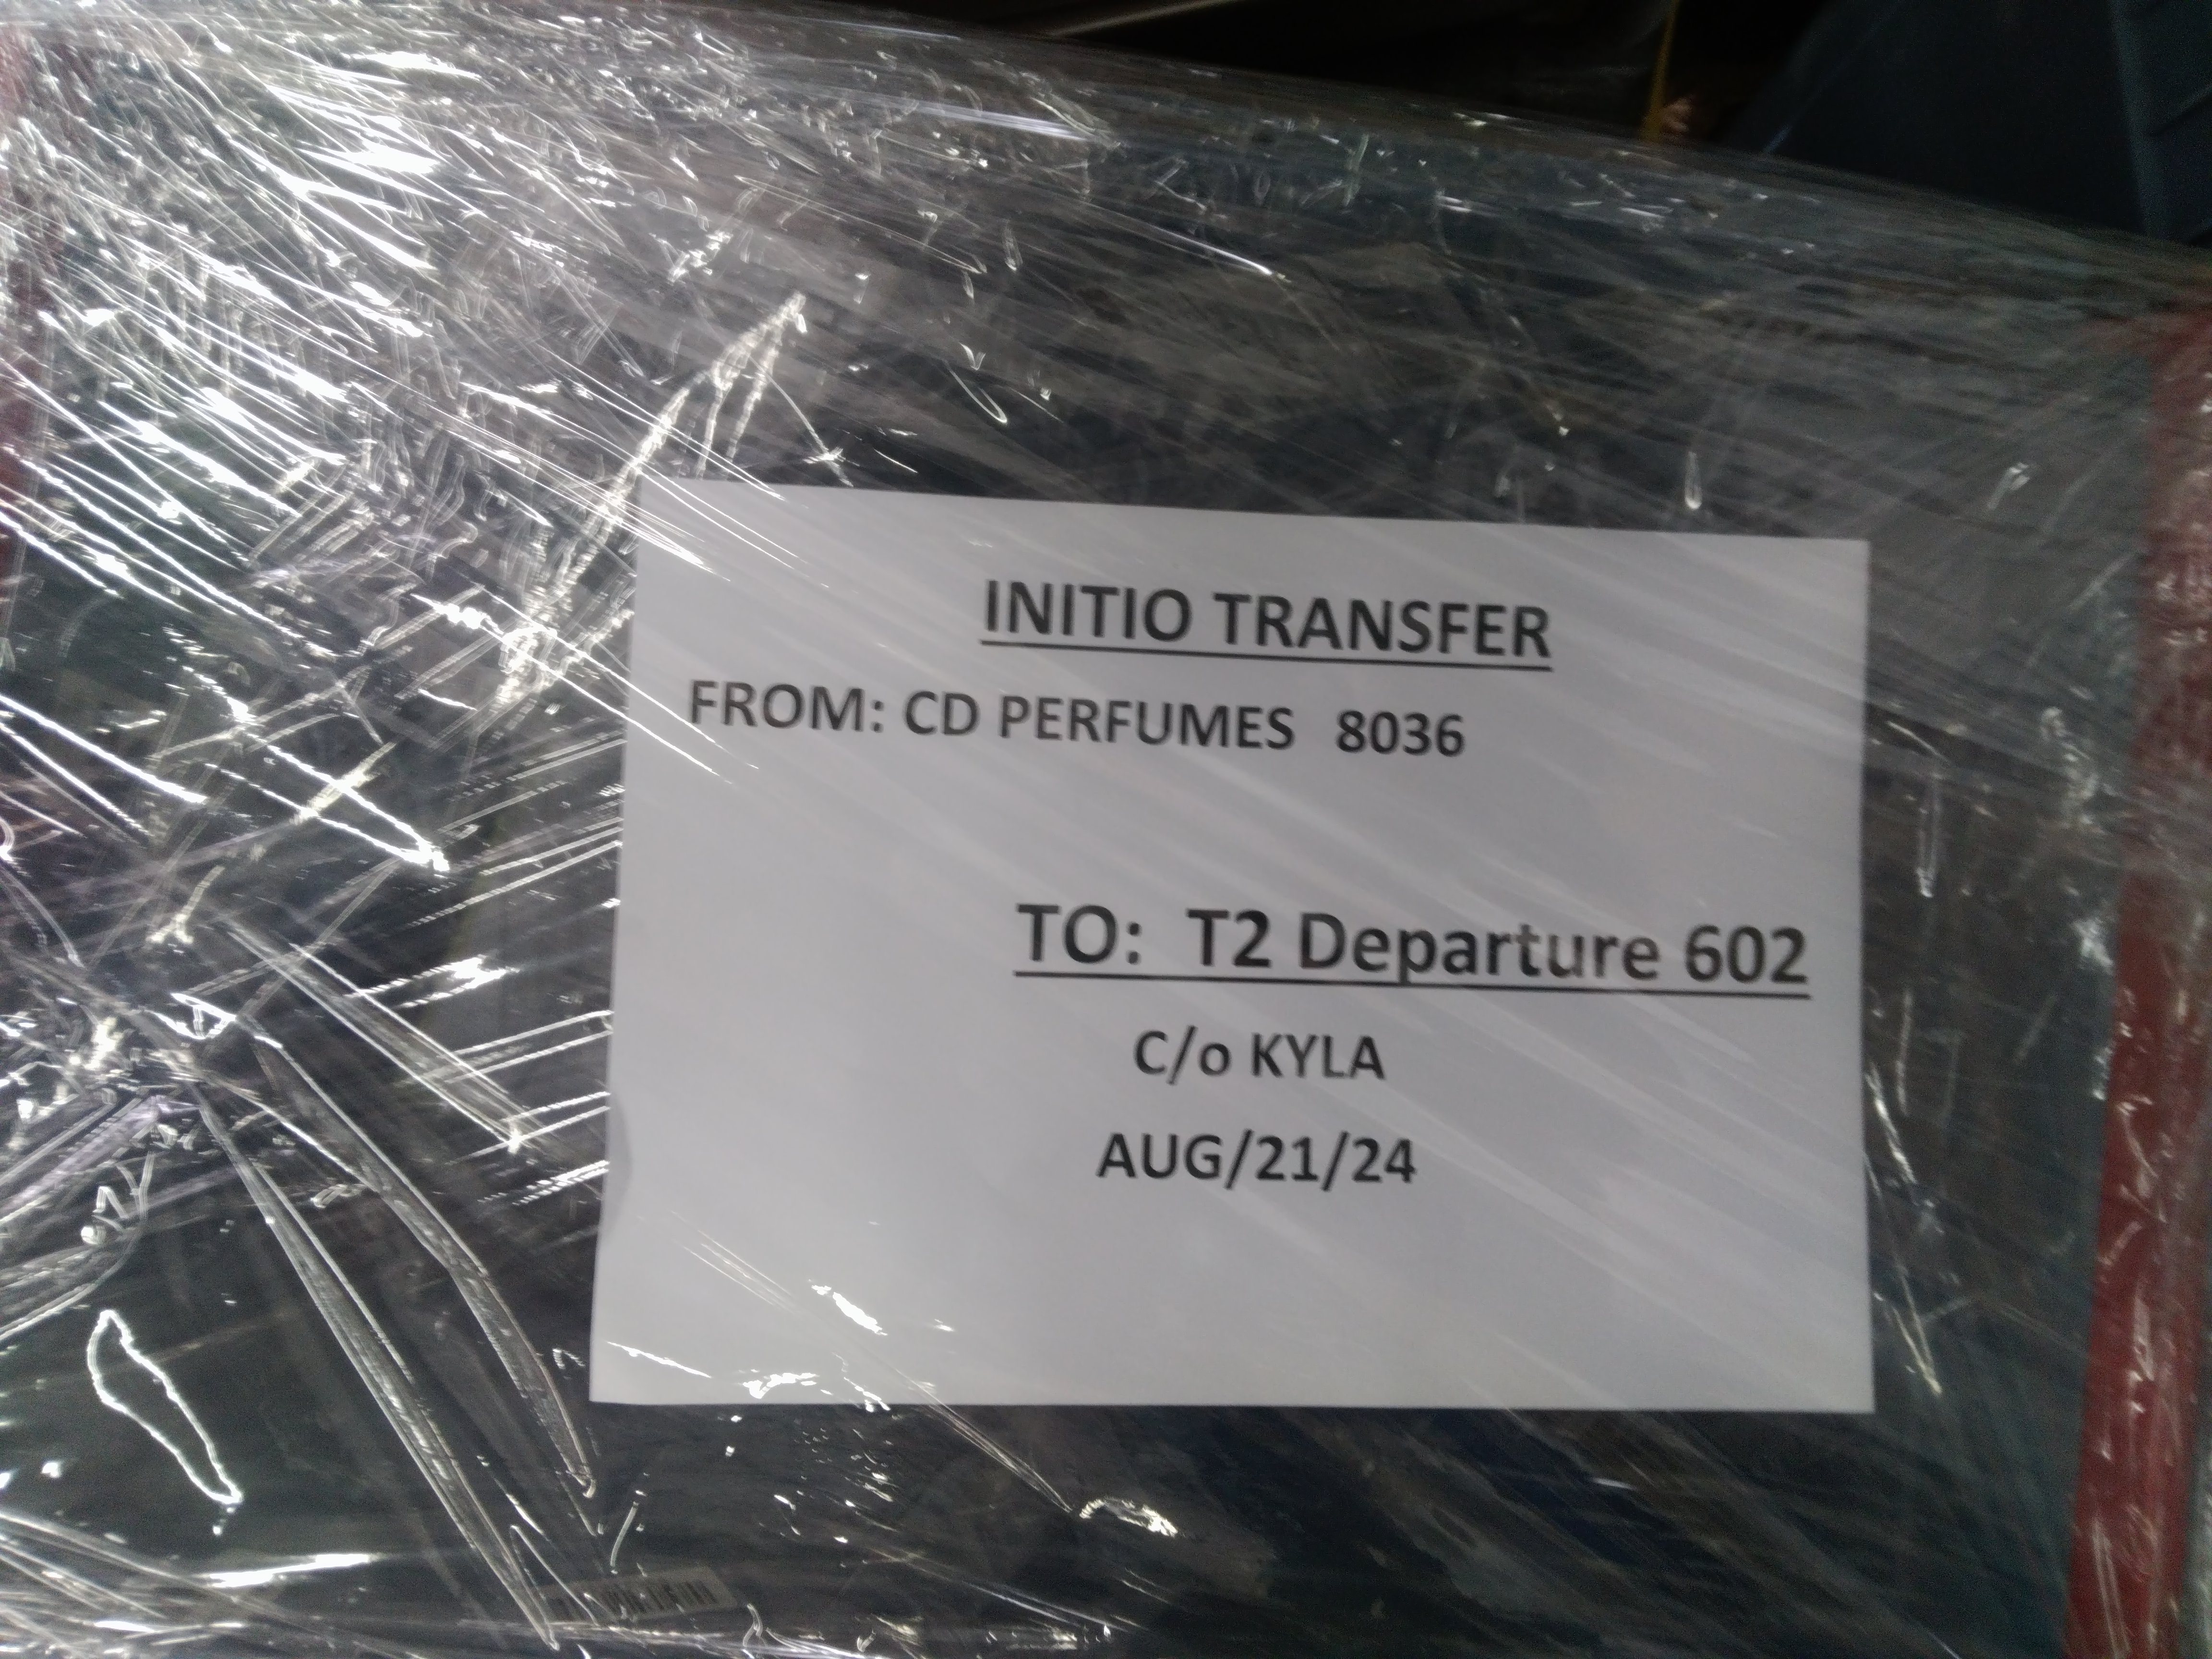 INITIO TRANSFER
FROM: CD PERFUMES 8036
TO: T2 Departure 602
C/o KYLA
AUG/21/24